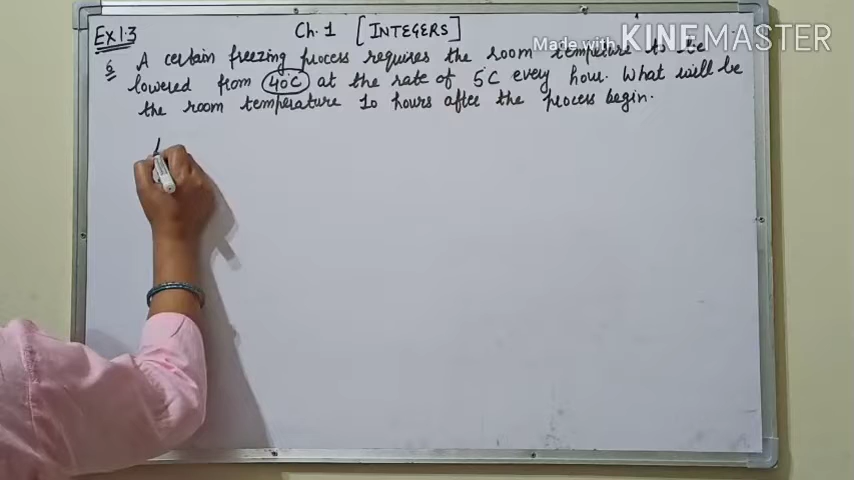 Ex 1.3
Ch. 1 [INTEGERS]
Made with KINEMASTER
6 A certain freezing process requires the room tempeture to be
lowered from 40°C at the rate of 5°C every hour. What will be
the room temperature 10 hours after the process begin.